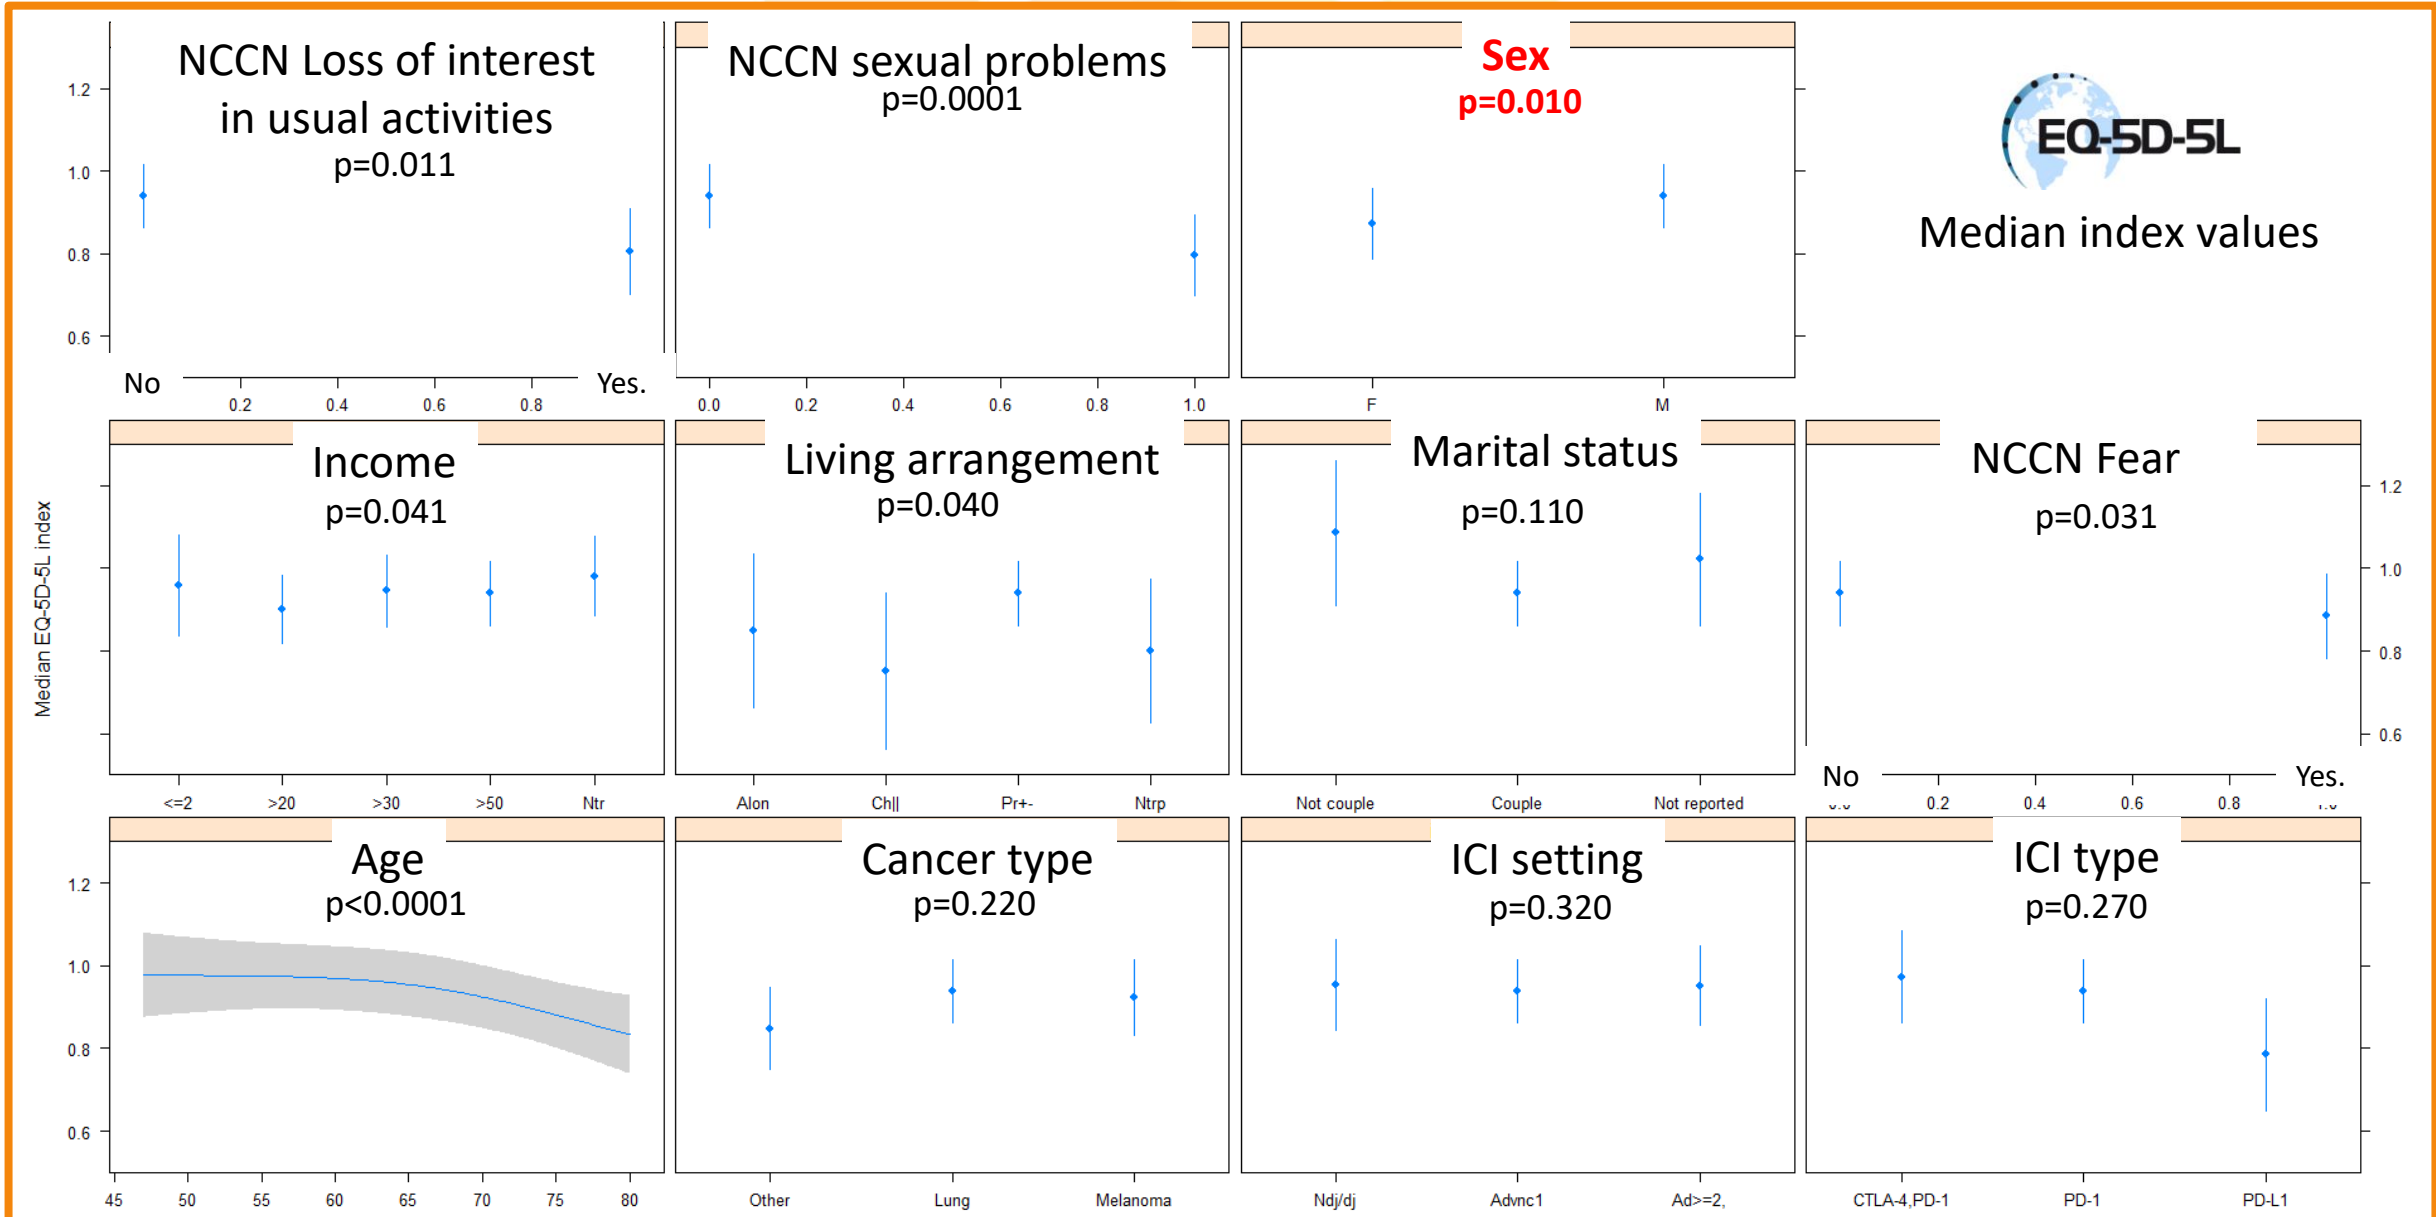 NCCN Loss of interest
in usual activities
p=0.011
NCCN sexual problems
p=0.0001
Sex
p=0.010
EQ-5D-5L
Median index values
1.2
1.0
0.8
0.6
No
0.2
0.4
0.6
0.8
Yes.
0.0
0.2
0.4
0.6
0.8
1.0
F
M
Median EQ-5D-5L index
Income
p=0.041
Living arrangement
p=0.040
Marital status
p=0.110
NCCN Fear
p=0.031
1.2
1.0
0.8
0.6
<=2
>20
>30
>50
Ntr
Alon
Ch||
Pr+-
Ntrp
Not couple
Couple
Not reported
No
0.2
0.4
0.6
0.8
Yes.
Age
p<0.0001
Cancer type
p=0.220
ICI setting
p=0.320
ICI type
p=0.270
1.2
1.0
0.8
0.6
45
50
55
60
65
70
75
80
Other
Lung
Melanoma
Ndj/dj
Advnc1
Ad>=2,
CTLA-4,PD-1
PD-1
PD-L1